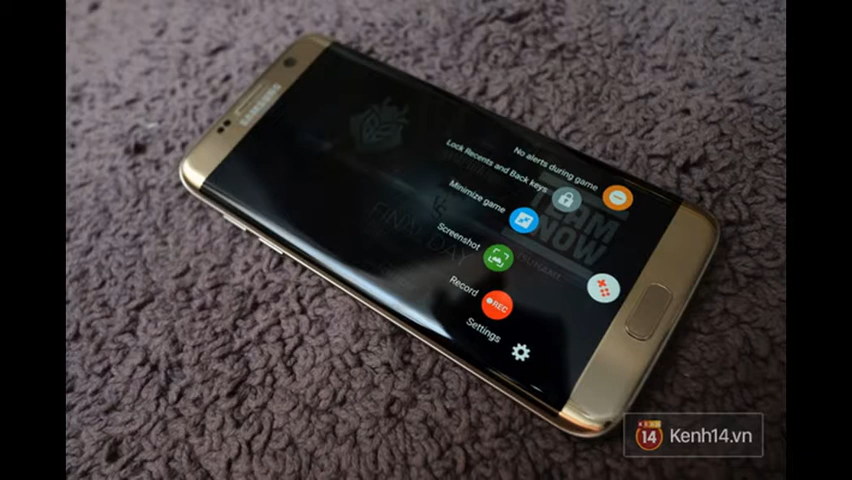 SAMSUNG
No alerts during game
Lock Recents and Back keys
Minimize game
TEAM
NOW
FINAL DAY
Screenshot
Record
REC
Settings
14
Kenh14.vn